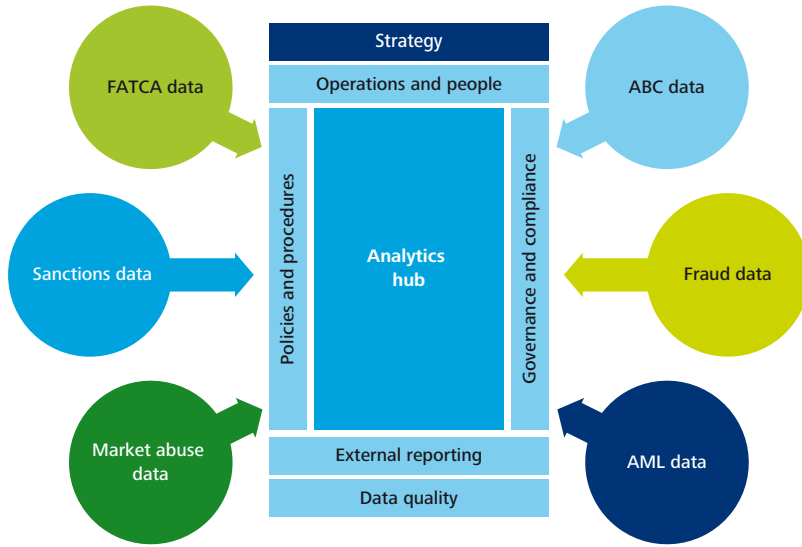 Strategy
Operations and people
FATCA data
ABC data
Policies and procedures
Analytics
hub
Governance and compliance
Sanctions data
Fraud data
Market abuse
data
AML data
External reporting
Data quality